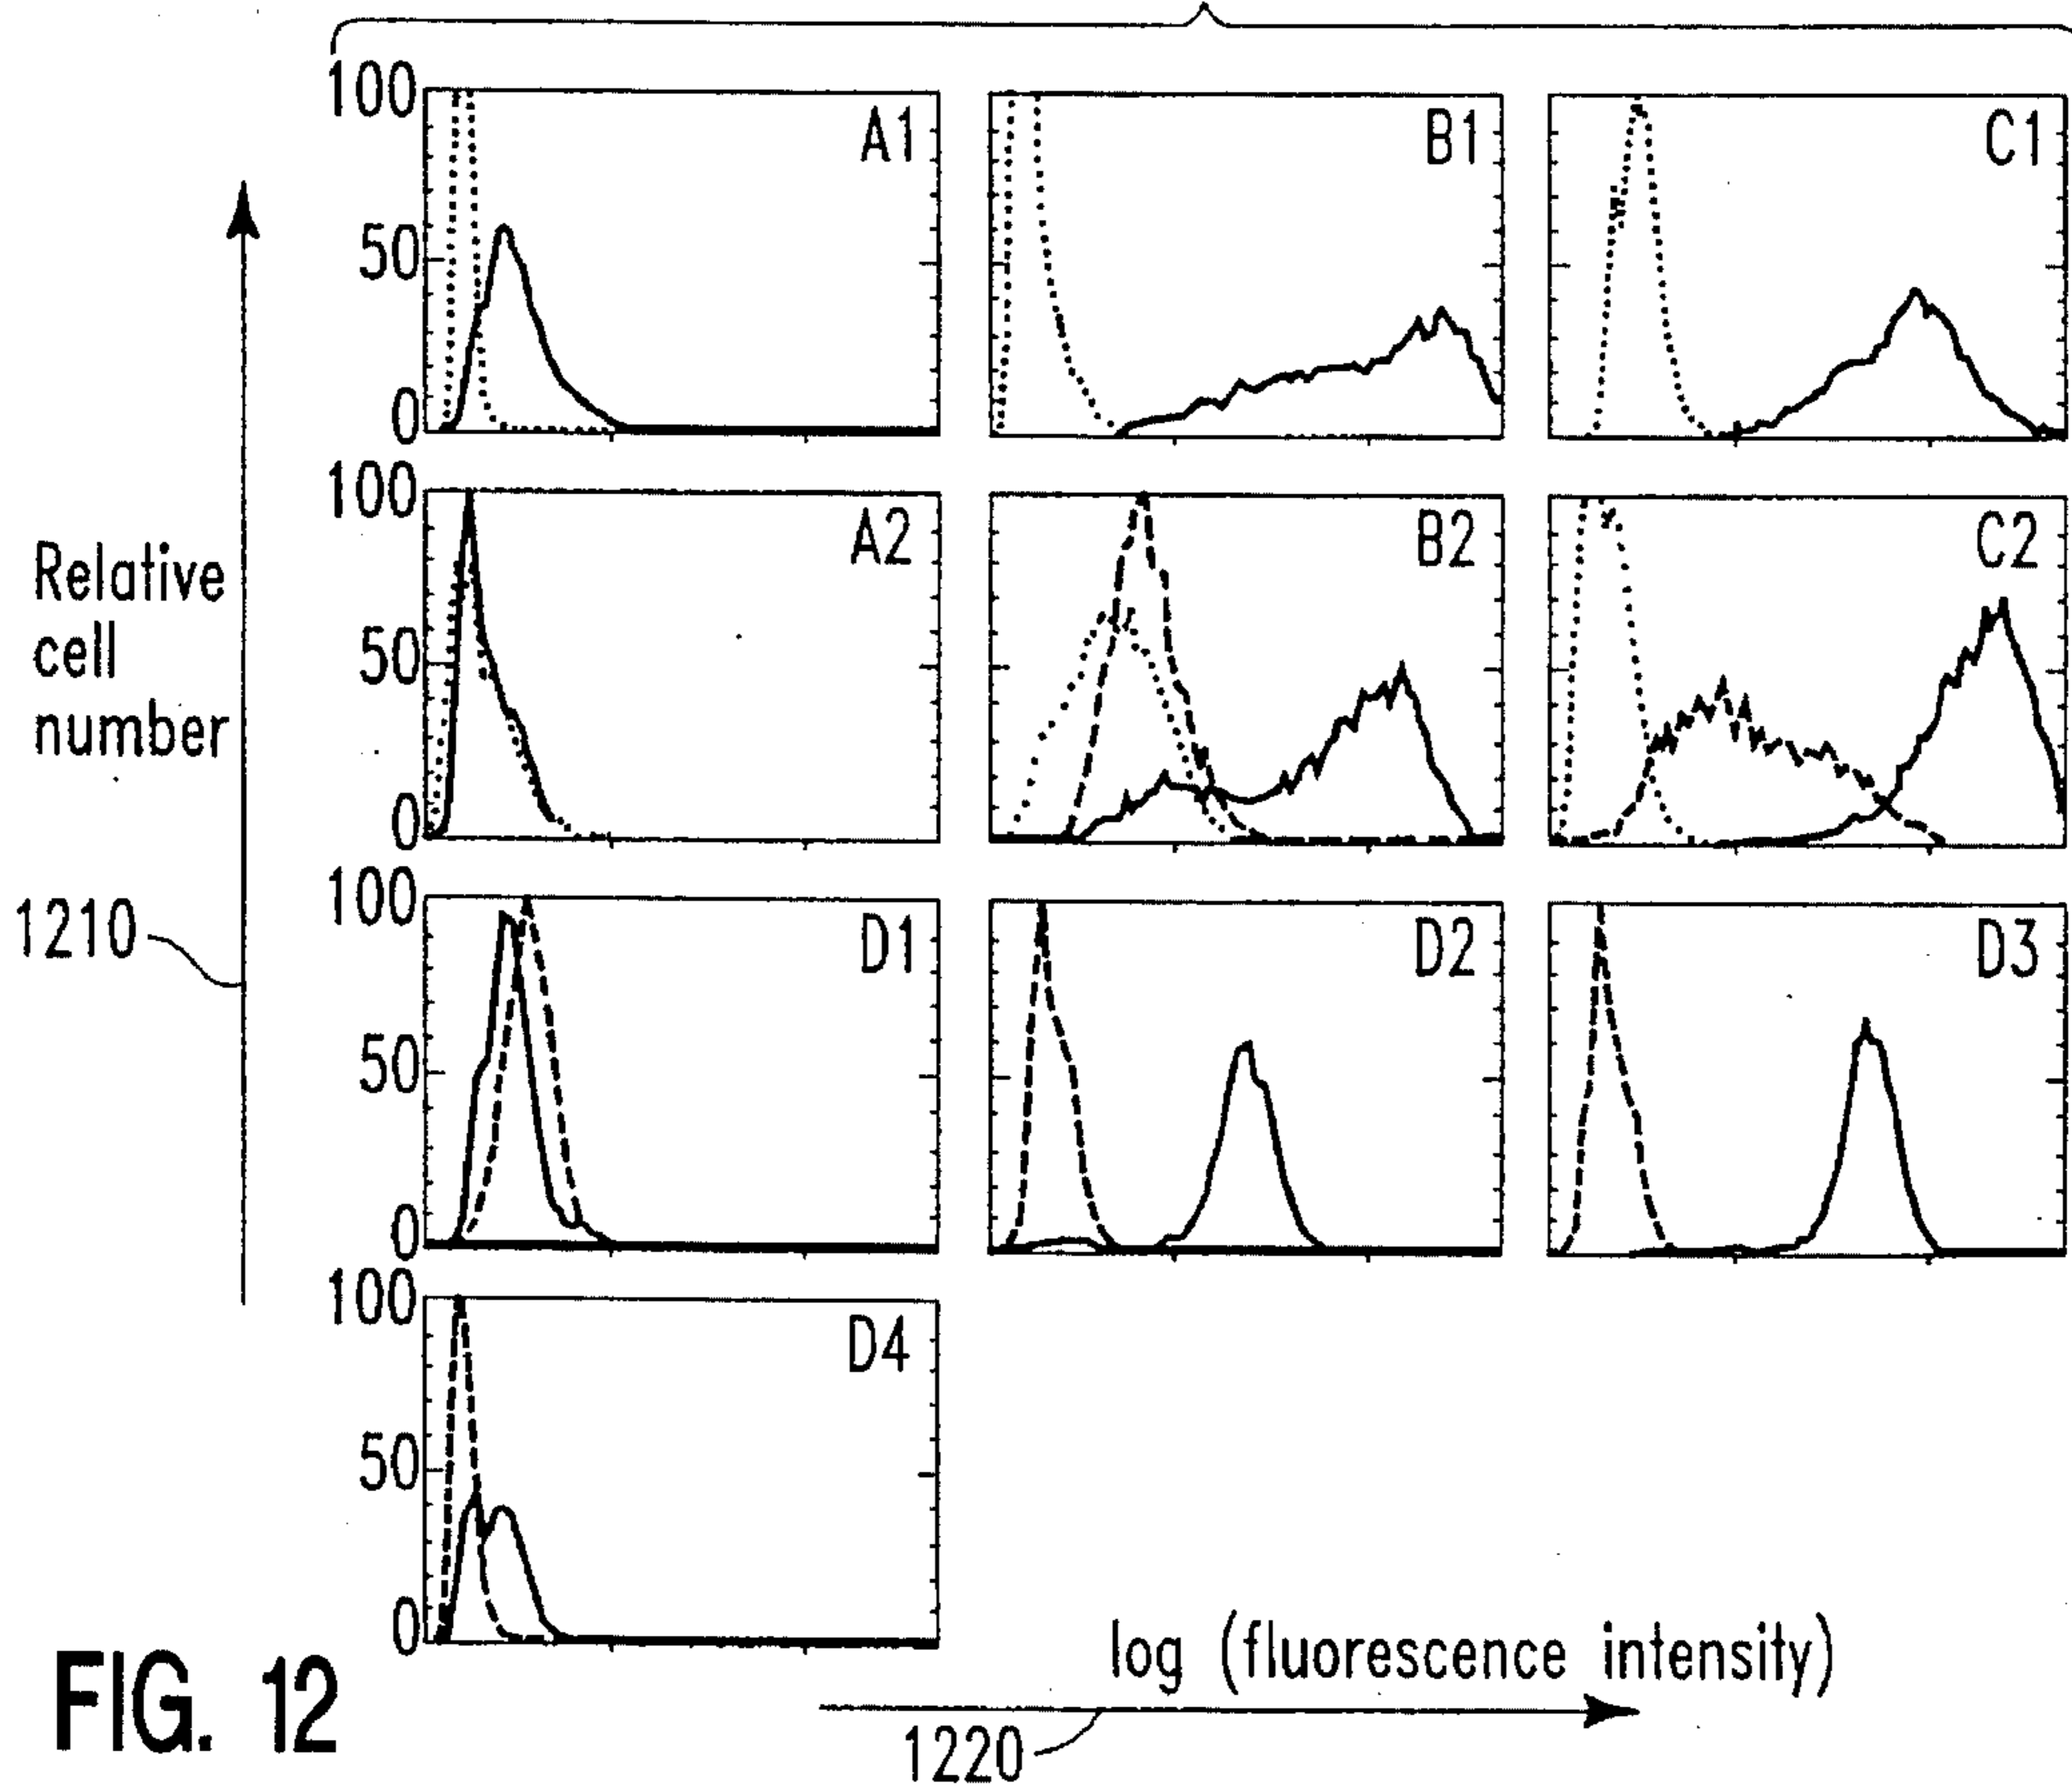 100
50
0
A1
B1
C1
100
50
0
A2
B2
C2
Relative
cell
number
1210
100
50
0
D1
D2
D3
100
50
0
D4
log (fluorescence intensity)
1220
FIG. 12